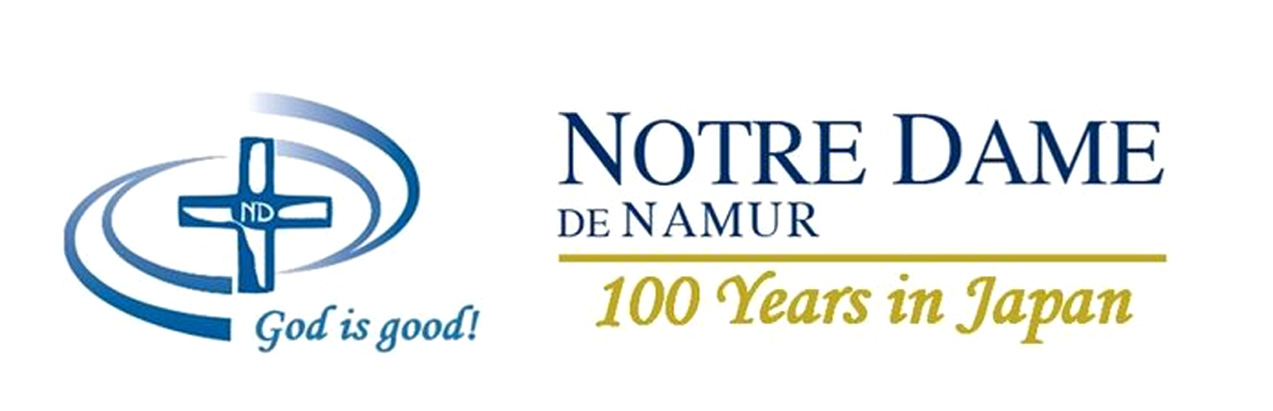 ND
God is good!
NOTRE DAME
DE NAMUR
100 Years in Japan